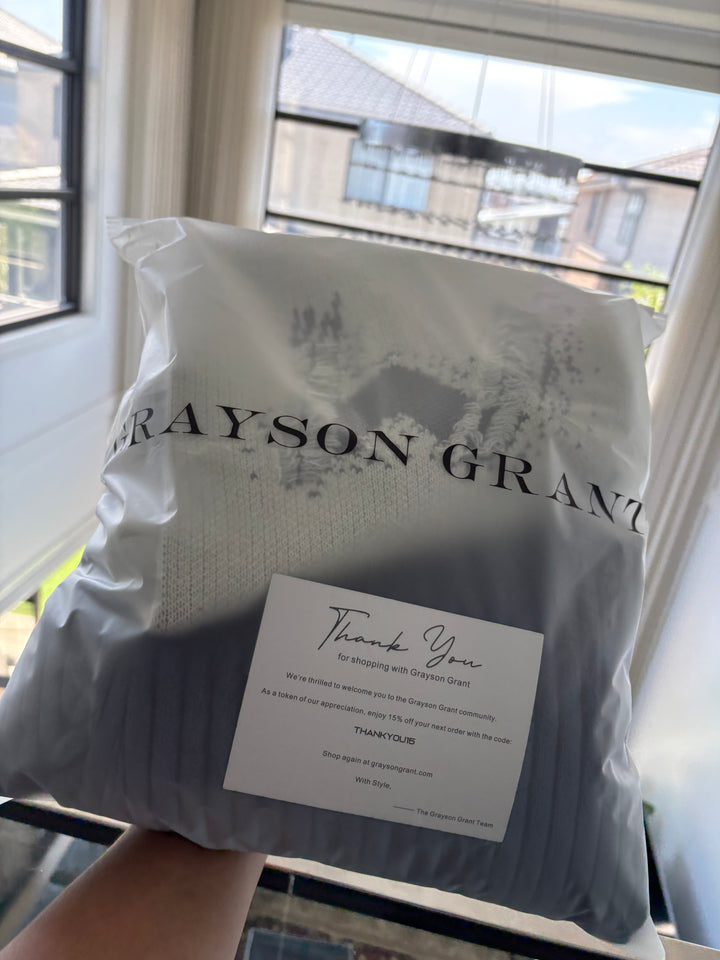 GRAYSON GRANT
Thank You
for shopping with Grayson Grant
We're thrilled to welcome you to the Grayson Grant community.
As a token of our appreciation, enjoy 15% off your next order with the code:
THANKYOU15
Shop again at graysongrant.com
With Style,
—— The Grayson Grant Team